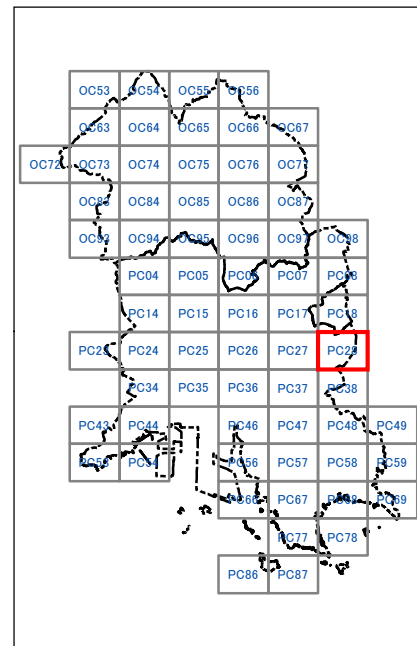 OC53 OC54 OC55 OC56
OC63 OC64 OC65 OC66 OC67
OC72 OC73 OC74 OC75 OC76 OC77
OC83 OC84 OC85 OC86 OC87
OC93 OC94 OC95 OC96 OC97 OC98
PC04 PC05 PC06 PC07 PC08
PC14 PC15 PC16 PC17 PC18
PC23 PC24 PC25 PC26 PC27 PC28
PC34 PC35 PC36 PC37 PC38
PC43 PC44 PC46 PC47 PC48 PC49
PC53 PC54 PC56 PC57 PC58 PC59
PC66 PC67 PC68 PC69
PC77 PC78
PC86 PC87